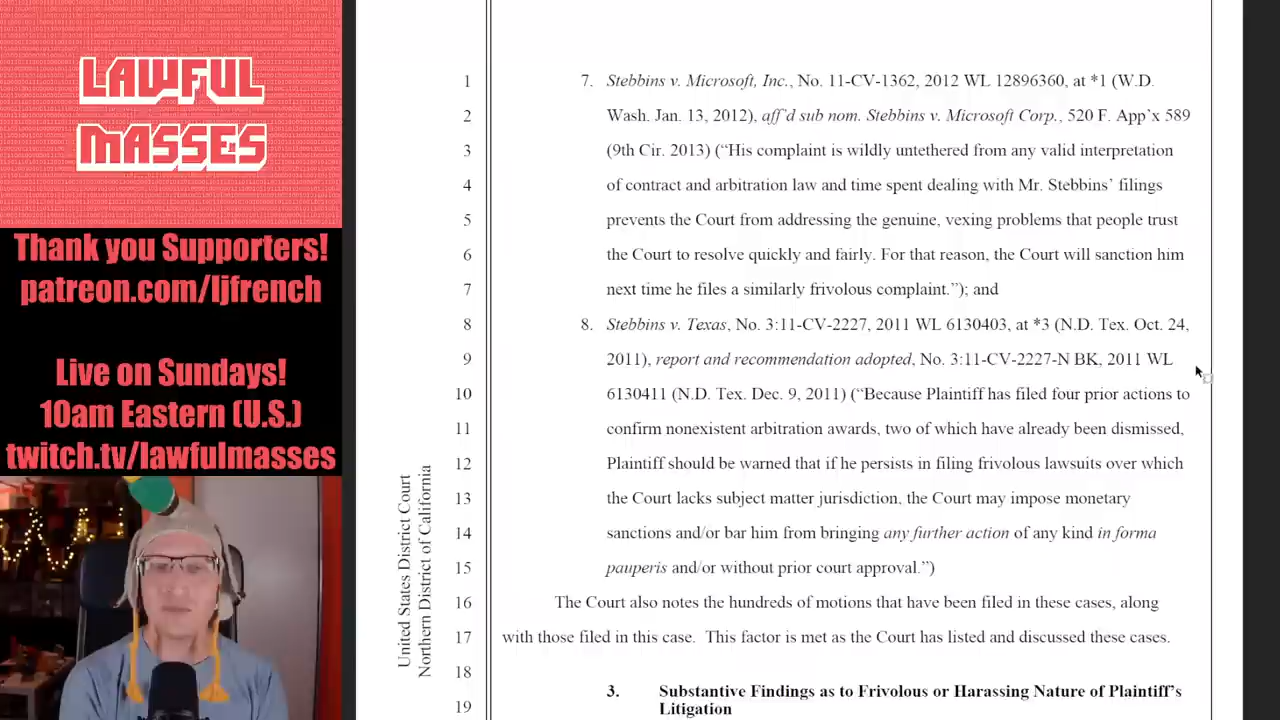 LAWFUL
MASSES
Thank you Supporters!
patreon.com/ljfrench
Live on Sundays!
10am Eastern (U.S.)
twitch.tv/lawfulmasses
United States District Court
Northern District of California
1 7. Stebbins v. Microsoft, Inc., No. 11-CV-1362, 2012 WL 12896360, at *1 (W.D.
2 Wash. Jan. 13, 2012), aff’d sub nom. Stebbins v. Microsoft Corp., 520 F. App’x 589
3 (9th Cir. 2013) (“His complaint is wildly untethered from any valid interpretation
4 of contract and arbitration law and time spent dealing with Mr. Stebbins’ filings
5 prevents the Court from addressing the genuine, vexing problems that people trust
6 the Court to resolve quickly and fairly. For that reason, the Court will sanction him
7 next time he files a similarly frivolous complaint.”); and
8 8. Stebbins v. Texas, No. 3:11-CV-2227, 2011 WL 6130403, at *3 (N.D. Tex. Oct. 24,
9 2011), report and recommendation adopted, No. 3:11-CV-2227-N BK, 2011 WL
10 6130411 (N.D. Tex. Dec. 9, 2011) (“Because Plaintiff has filed four prior actions to
11 confirm nonexistent arbitration awards, two of which have already been dismissed,
12 Plaintiff should be warned that if he persists in filing frivolous lawsuits over which
13 the Court lacks subject matter jurisdiction, the Court may impose monetary
14 sanctions and/or bar him from bringing any further action of any kind in forma
15 pauperis and/or without prior court approval.”)
16 The Court also notes the hundreds of motions that have been filed in these cases, along
17 with those filed in this case. This factor is met as the Court has listed and discussed these cases.
18
3. Substantive Findings as to Frivolous or Harassing Nature of Plaintiff’s
19 Litigation